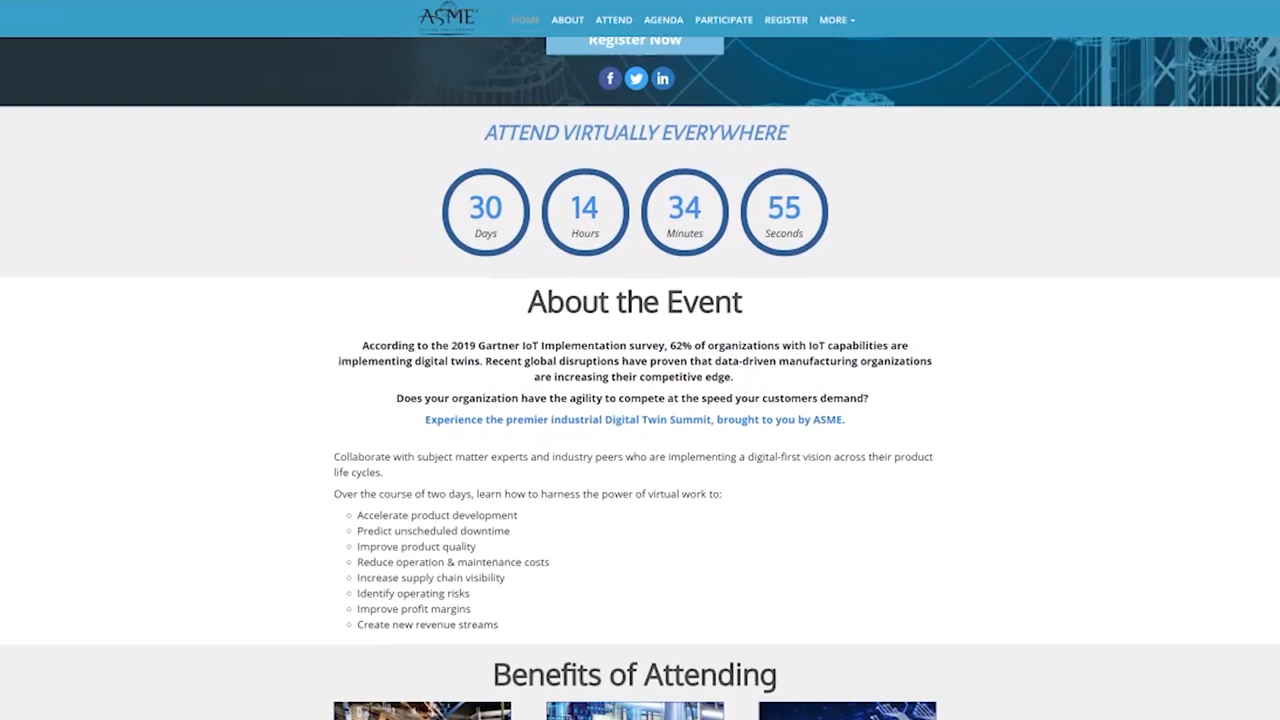 ASME
HOME ABOUT ATTEND AGENDA PARTICIPATE REGISTER MORE
Register Now
ATTEND VIRTUALLY EVERYWHERE
30 14 34 55
Days Hours Minutes Seconds
About the Event
According to the 2019 Gartner IoT Implementation survey, 62% of organizations with IoT capabilities are
implementing digital twins. Recent global disruptions have proven that data-driven manufacturing organizations
are increasing their competitive edge.
Does your organization have the agility to compete at the speed your customers demand?
Experience the premier industrial Digital Twin Summit, brought to you by ASME.
Collaborate with subject matter experts and industry peers who are implementing a digital-first vision across their product
life cycles.
Over the course of two days, learn how to harness the power of virtual work to:
Accelerate product development
Predict unscheduled downtime
Improve product quality
Reduce operation & maintenance costs
Increase supply chain visibility
Identify operating risks
Improve profit margins
Create new revenue streams
Benefits of Attending